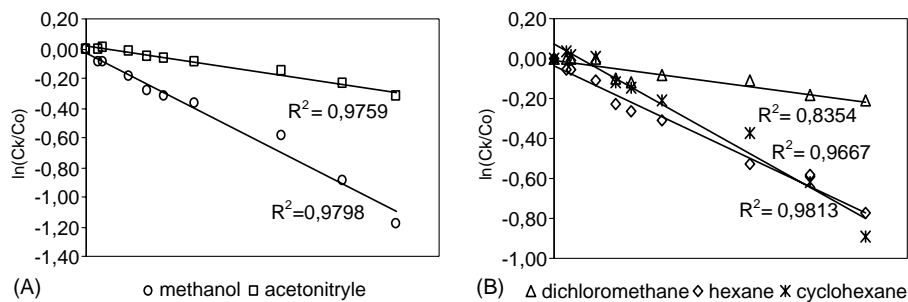 0,20
0,00
-0,20
-0,40
-0,60
-0,80
-1,00
-1,20
-1,40
ln(Ck/Co)
R² = 0,9759
R²=0,9798
(A)
methanol acetonitryle
0,20
0,00
-0,20
-0,40
-0,60
-0,80
-1,00
ln(Ck/Co)
R² = 0,8354
R² = 0,9667
R² = 0,9813
(B)
dichloromethane hexane cyclohexane